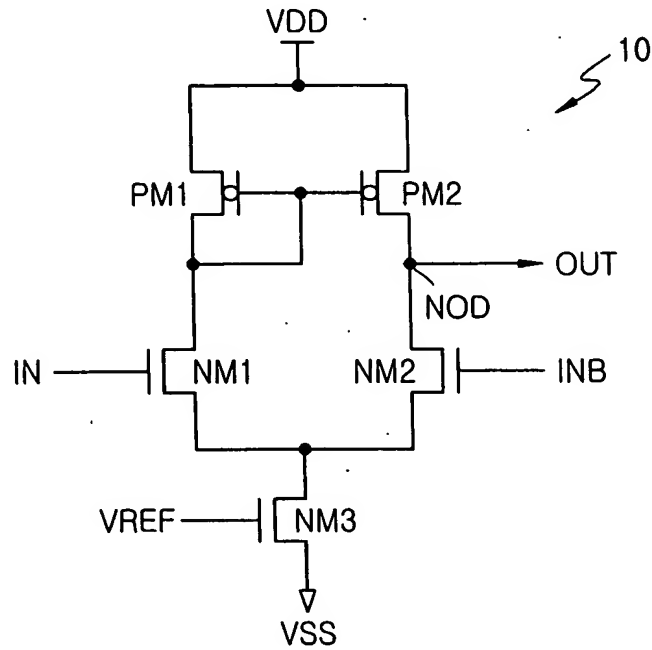 VDD
10
PM1
PM2
OUT
NOD
IN
NM1
NM2
INB
VREF
NM3
VSS